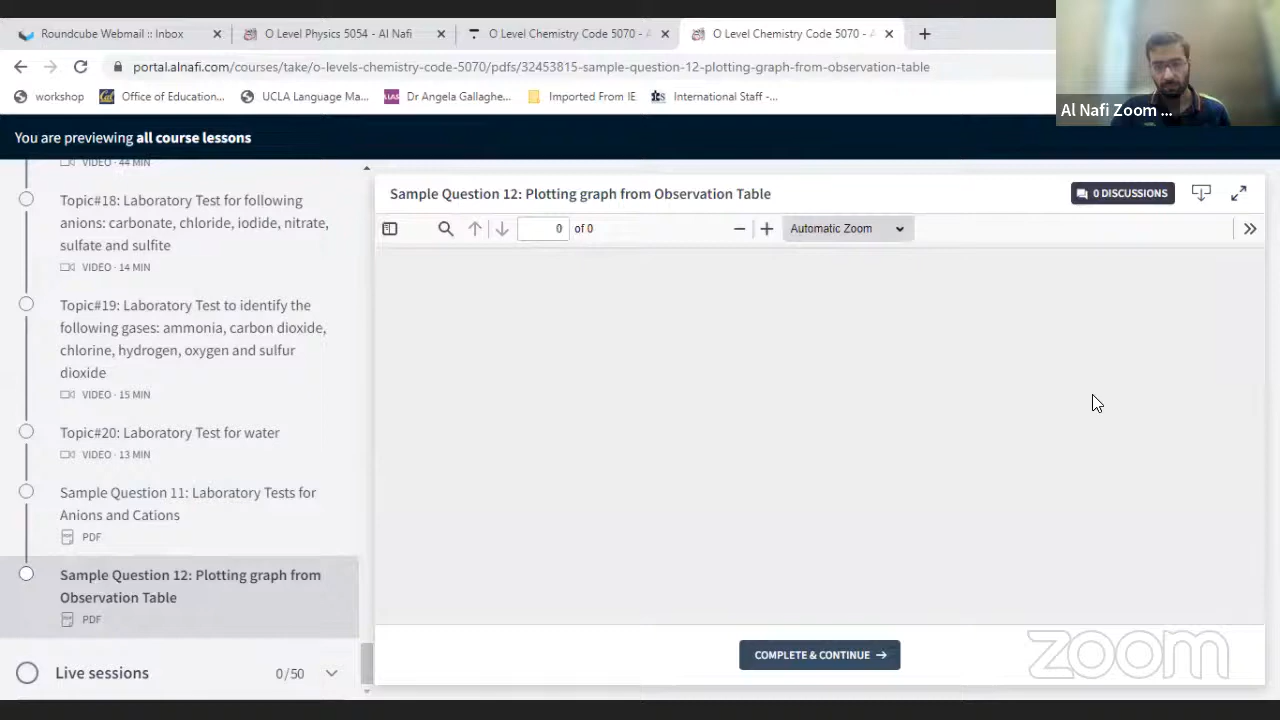 Roundcube Webmail :: Inbox
O Level Physics 5054 - Al Nafi
O Level Chemistry Code 5070 - A
O Level Chemistry Code 5070 - A
portal.alnafi.com/courses/take/o-levels-chemistry-code-5070/pdfs/32453815-sample-question-12-plotting-graph-from-observation-table
workshop
Office of Education...
UCLA Language Ma...
Dr Angela Gallaghe...
Imported From IE
International Staff -...
Al Nafi Zoom ...
You are previewing all course lessons
VIDEO · 44 MIN
Topic#18: Laboratory Test for following
anions: carbonate, chloride, iodide, nitrate,
sulfate and sulfite
VIDEO · 14 MIN
Topic#19: Laboratory Test to identify the
following gases: ammonia, carbon dioxide,
chlorine, hydrogen, oxygen and sulfur
dioxide
VIDEO · 15 MIN
Topic#20: Laboratory Test for water
VIDEO · 13 MIN
Sample Question 11: Laboratory Tests for
Anions and Cations
PDF
Sample Question 12: Plotting graph from
Observation Table
PDF
Live sessions 0/50
Sample Question 12: Plotting graph from Observation Table
0 DISCUSSIONS
0 of 0
Automatic Zoom
COMPLETE & CONTINUE →
zoom